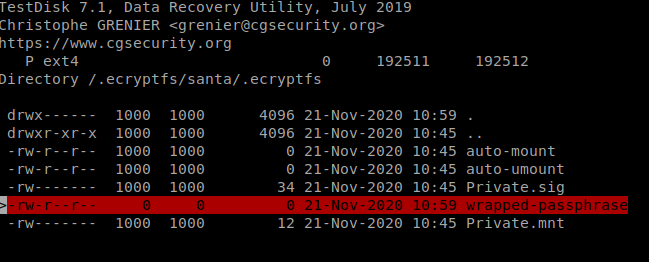 TestDisk 7.1, Data Recovery Utility, July 2019
Christophe GRENIER <grenier@cgsecurity.org>
https://www.cgsecurity.org
P ext4 0 192511 192512
Directory /.ecryptfs/santa/.ecryptfs
drwx------ 1000 1000 4096 21-Nov-2020 10:59 .
drwxr-xr-x 1000 1000 4096 21-Nov-2020 10:45 ..
-rw-r--r-- 1000 1000 0 21-Nov-2020 10:45 auto-mount
-rw-r--r-- 1000 1000 0 21-Nov-2020 10:45 auto-umount
-rw------- 1000 1000 34 21-Nov-2020 10:45 Private.sig
>-rw-r--r-- 0 0 0 21-Nov-2020 10:59 wrapped-passphrase
-rw------- 1000 1000 12 21-Nov-2020 10:45 Private.mnt